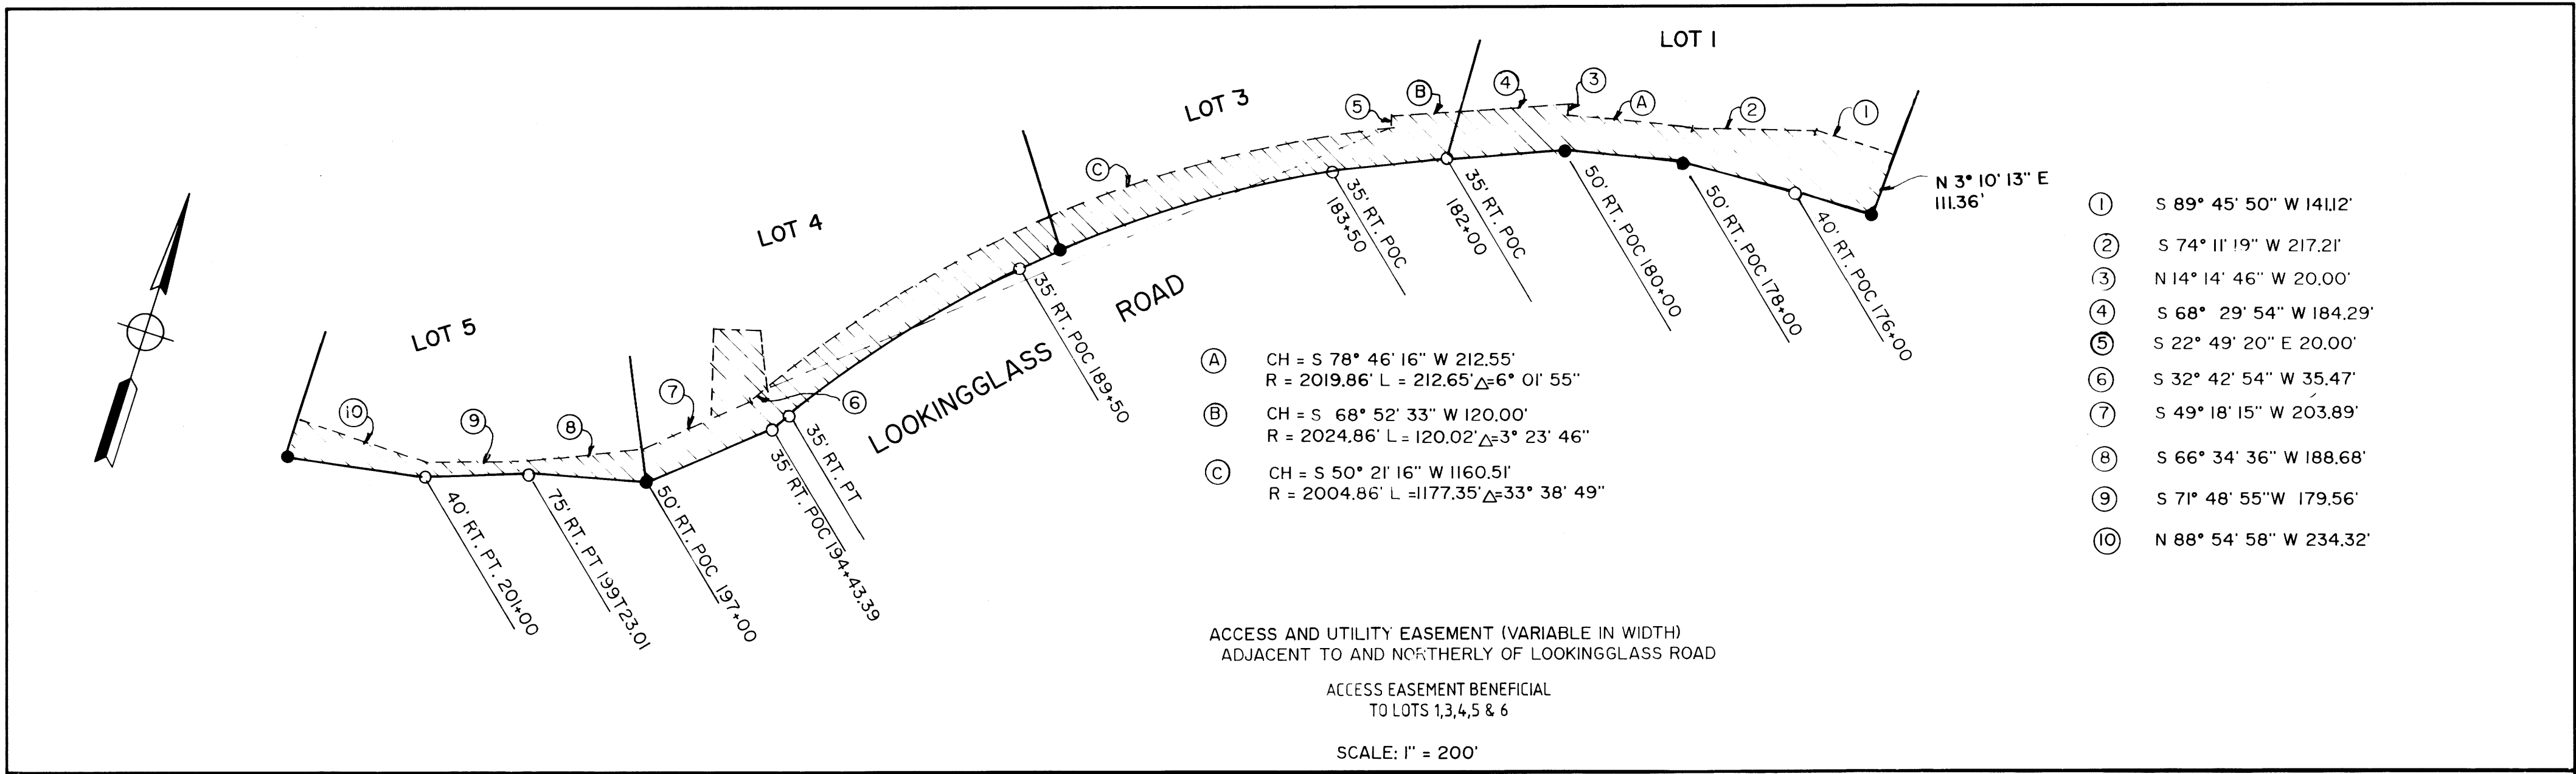 LOT 1
LOT 3
LOT 4
LOT 5
1
2
A
3
4
B
5
C
6
7
8
9
10
N 3° 10' 13" E
111.36'
40' RT. POC 176+00
50' RT. POC 178+00
50' RT. POC 180+00
35' RT. POC
182+00
35' RT. POC
183+50
35' RT. POC 189+50
35' RT. PT
35' RT. POC 194+43.39
50' RT. POC 197+00
75' RT. PT 199T23.01
40' RT. PT. 201+00
LOOKINGGLASS ROAD
A CH = S 78° 46' 16" W 212.55'
R = 2019.86' L = 212.65' △=6° 01' 55"
B CH = S 68° 52' 33" W 120.00'
R = 2024.86' L = 120.02' △=3° 23' 46"
C CH = S 50° 21' 16" W 1160.51'
R = 2004.86' L =1177.35' △=33° 38' 49"
1 S 89° 45' 50" W 141.12'
2 S 74° 11' 19" W 217.21'
3 N 14° 14' 46" W 20.00'
4 S 68° 29' 54" W 184.29'
5 S 22° 49' 20" E 20.00'
6 S 32° 42' 54" W 35.47'
7 S 49° 18' 15" W 203.89'
8 S 66° 34' 36" W 188.68'
9 S 71° 48' 55"W 179.56'
10 N 88° 54' 58" W 234.32'
ACCESS AND UTILITY EASEMENT (VARIABLE IN WIDTH)
ADJACENT TO AND NORTHERLY OF LOOKINGGLASS ROAD
ACCESS EASEMENT BENEFICIAL
TO LOTS 1,3,4,5 & 6
SCALE: 1" = 200'